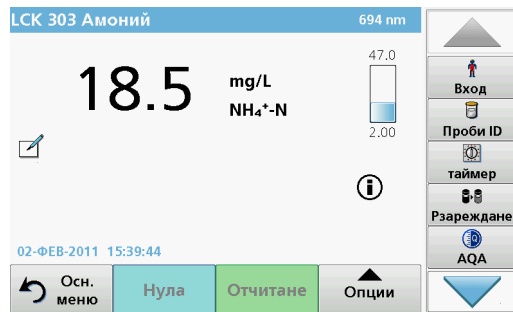 LCK 303 Амоний
694 nm
18.5
mg/L
NH₄⁺-N
47.0
2.00
02-ФЕВ-2011 15:39:44
Осн.
меню
Нула
Отчитане
Опции
Вход
Проби ID
таймер
Рзареждане
AQA